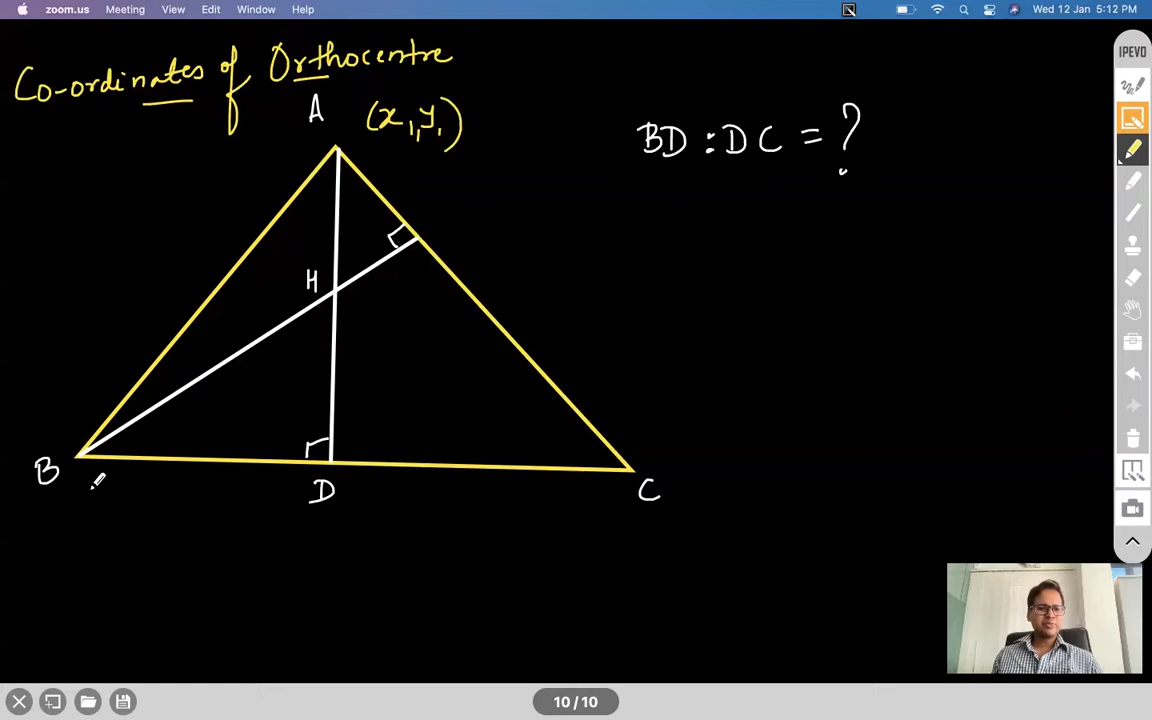 zoom.us Meeting View Edit Window Help Wed 12 Jan 5:12 PM
IPEVO
Co-ordinates of Orthocentre
A (x₁,y₁)
BD : DC = ?
H
B
D
C
10 / 10